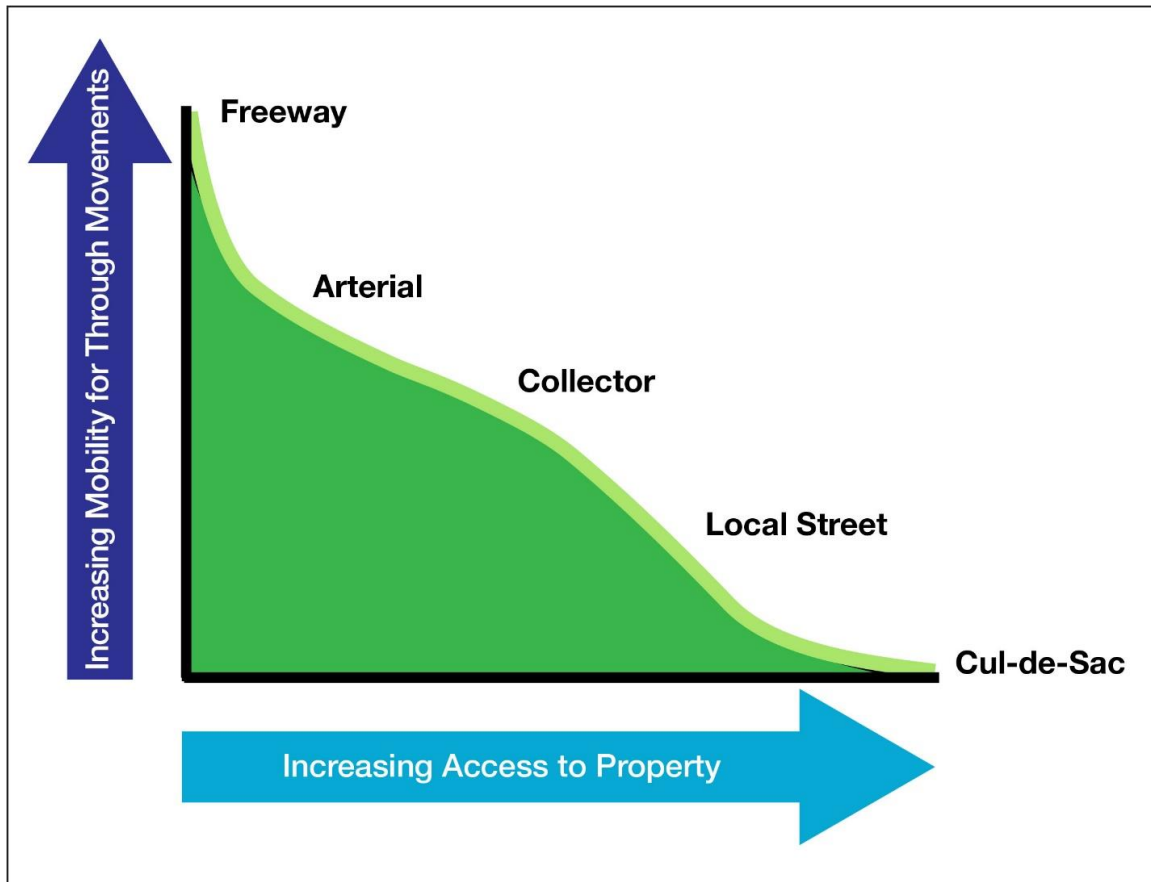 Increasing Mobility for Through Movements
Freeway
Arterial
Collector
Local Street
Cul-de-Sac
Increasing Access to Property